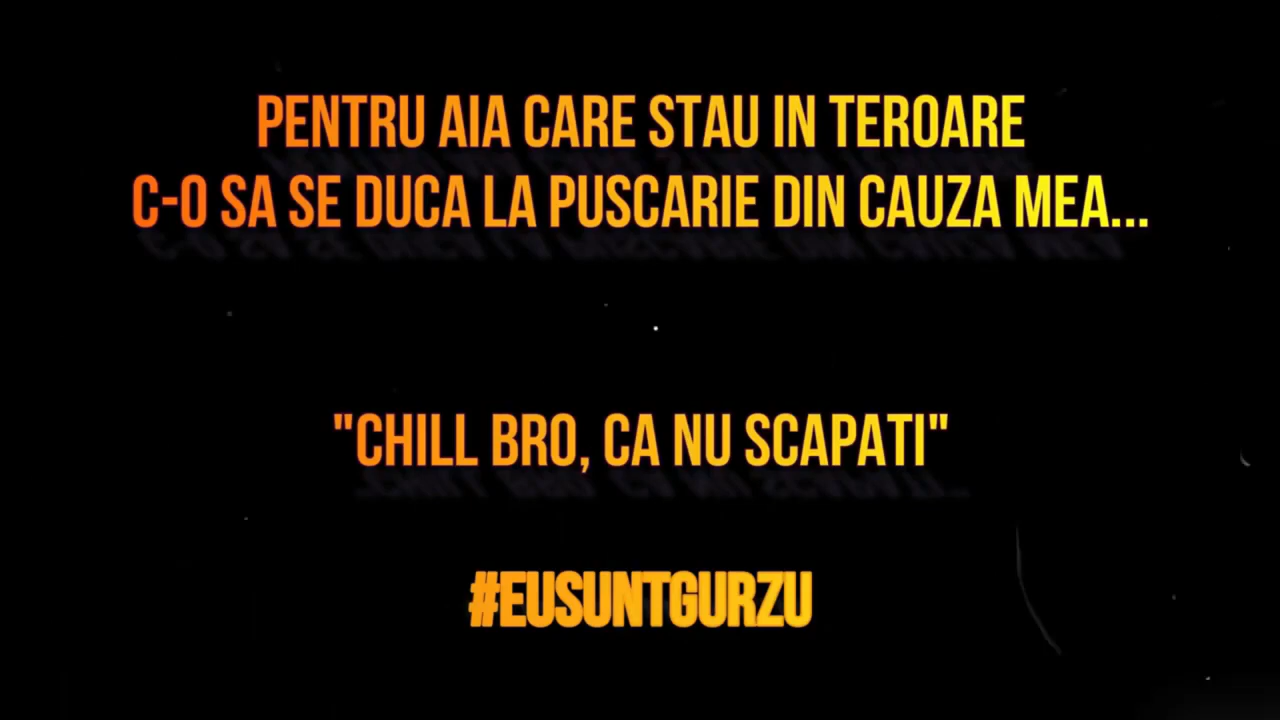 PENTRU AIA CARE STAU IN TEROARE
C-O SA SE DUCA LA PUSCARIE DIN CAUZA MEA...
"CHILL BRO, CA NU SCAPATI"
#EUSUNTGURZU